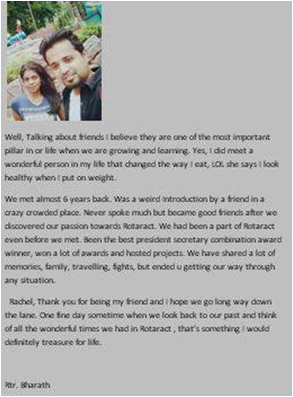 Well, Talking about friends I believe they are one of the most important
pillar in or life when we are growing and learning. Yes, I did meet a
wonderful person in my life that changed the way I eat, LOL she says I look
healthy when I put on weight.
We met almost 6 years back. Was a weird introduction by a friend in a
crazy crowded place. Never spoke much but became good friends after we
discovered our passion towards Rotaract. We had been a part of Rotaract
even before we met. Been the best president secretary combination award
winner, won a lot of awards and hosted projects. We have shared a lot of
memories, family, travelling, fights, but ended u getting our way through
any situation.
Rachel, Thank you for being my friend and I hope we go long way down
the lane. One fine day sometime when we look back to our past and think
of all the wonderful times we had in Rotaract , that's something I would
definitely treasure for life.
Rtr. Bharath